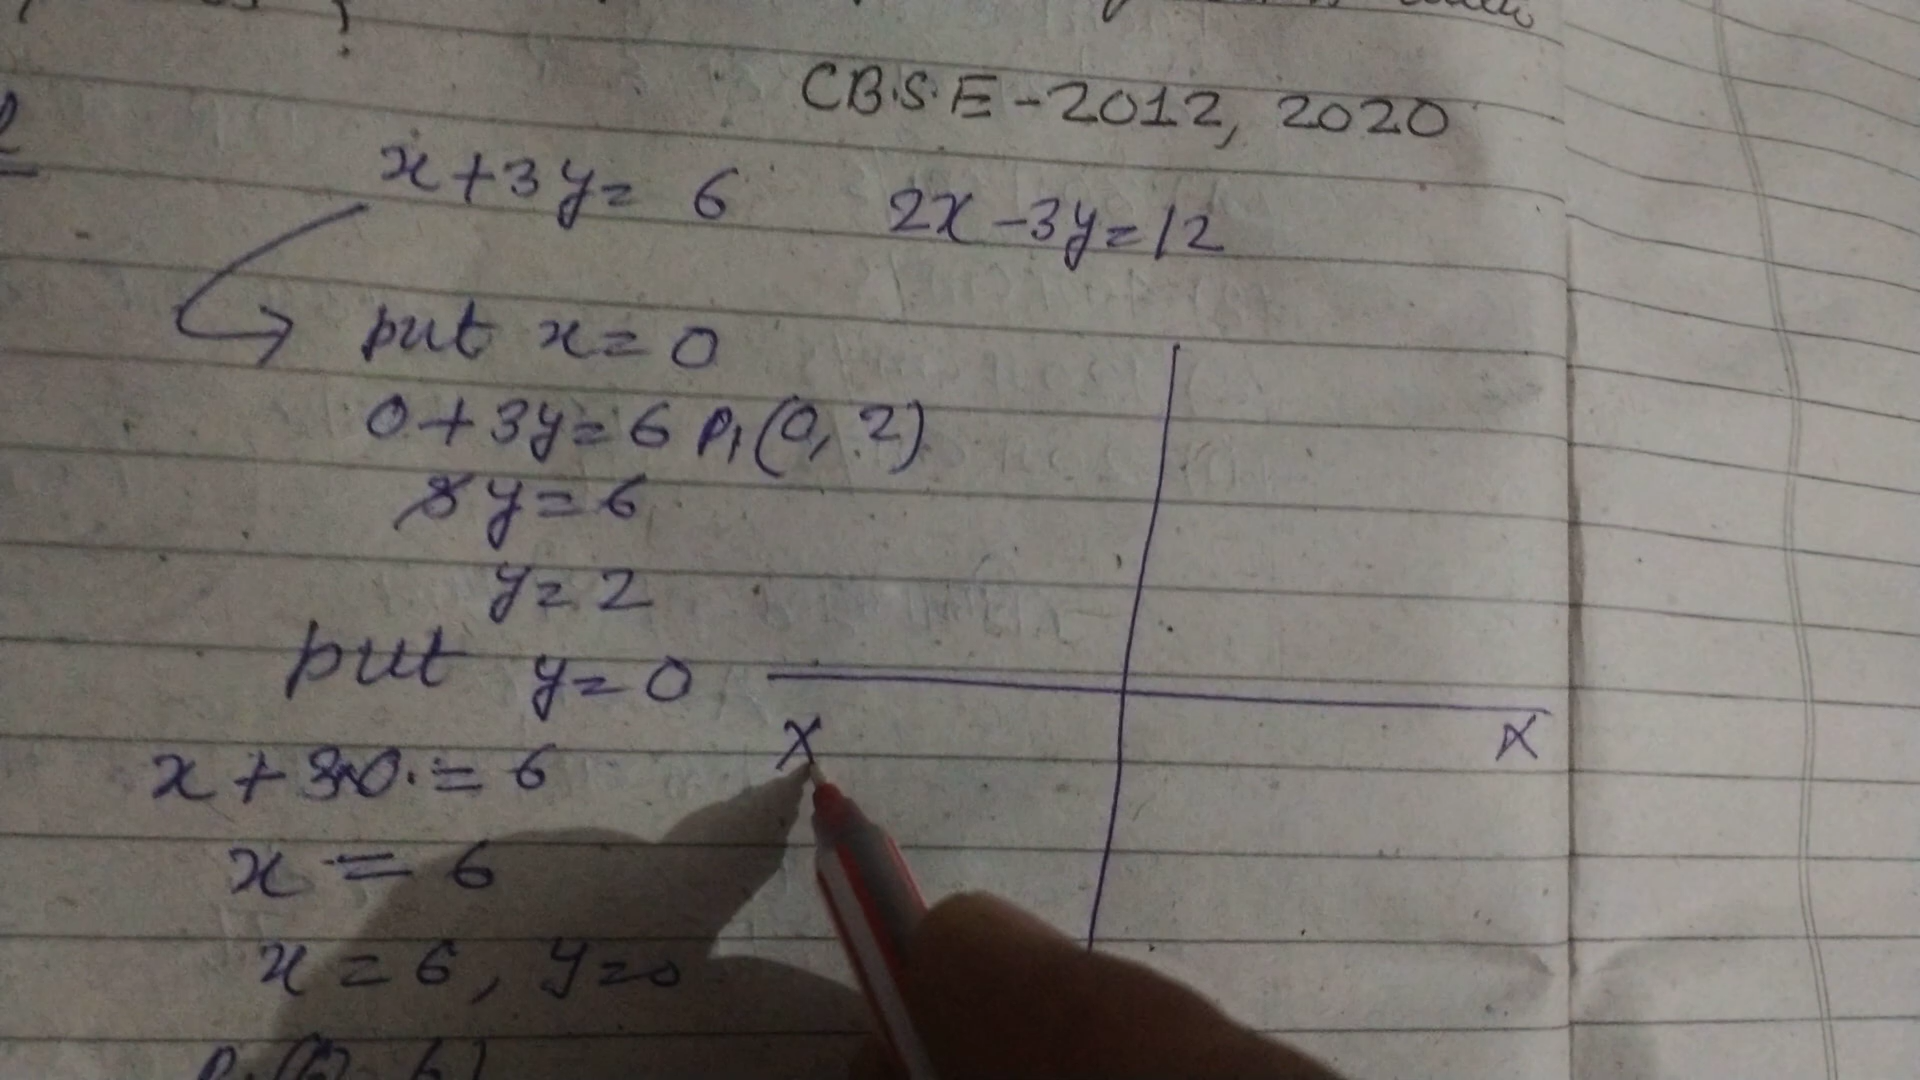 C.B.S.E-2012, 2020
x+3y= 6 2x-3y=12
put x=0
0+3y=6 P₁(0, 2)
3y=6
y=2
put y=0
x+3×0.=6
X X
x=6
x=6, y=0